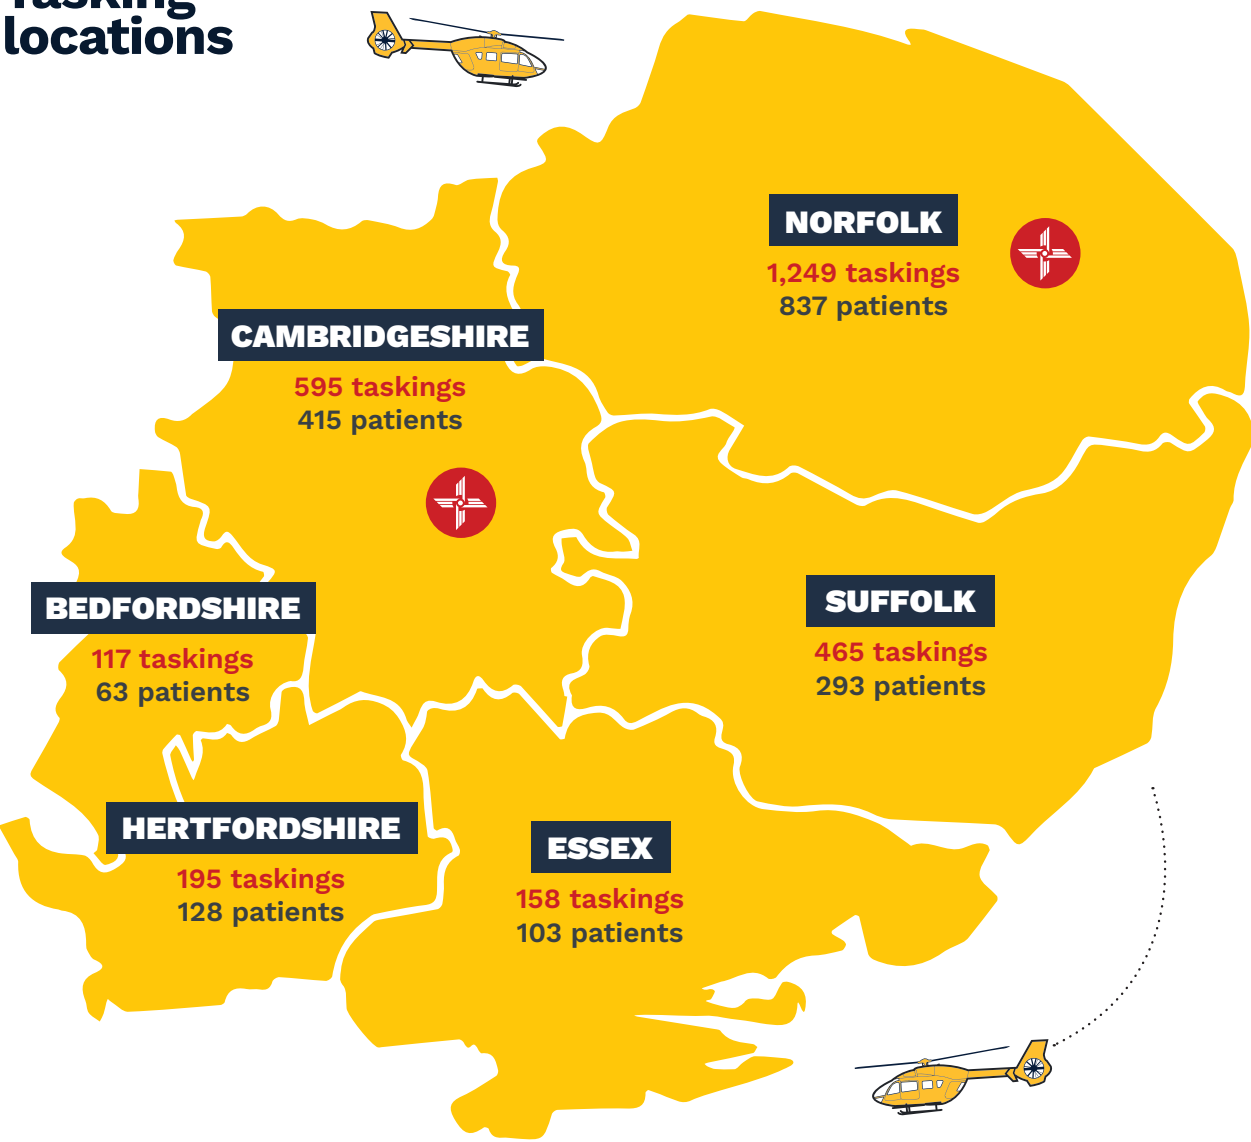 Tasking
locations
NORFOLK
1,249 taskings
837 patients
CAMBRIDGESHIRE
595 taskings
415 patients
BEDFORDSHIRE
117 taskings
63 patients
SUFFOLK
465 taskings
293 patients
HERTFORDSHIRE
195 taskings
128 patients
ESSEX
158 taskings
103 patients